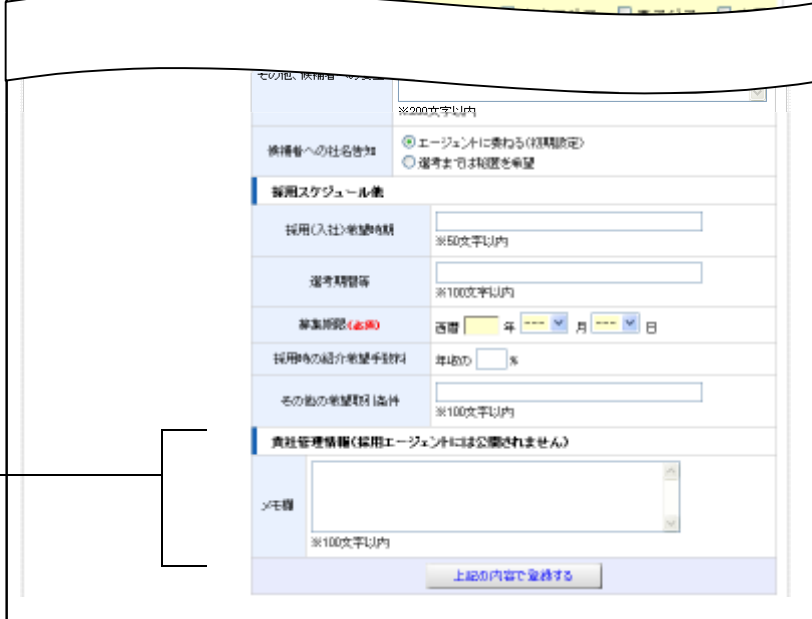 その他、候補者への
※200文字以内
候補者への社名告知
エージェントに委ねる(初期設定)
選考までは秘匿を希望
採用スケジュール他
採用(入社)希望時期
※50文字以内
選考期間等
※100文字以内
募集期限(必須)
西暦 年 --- 月 --- 日
採用時の紹介希望手数料
年収の %
その他の希望取引条件
※100文字以内
貴社管理情報(採用エージェントには公開されません)
メモ欄
※100文字以内
上記の内容で登録する